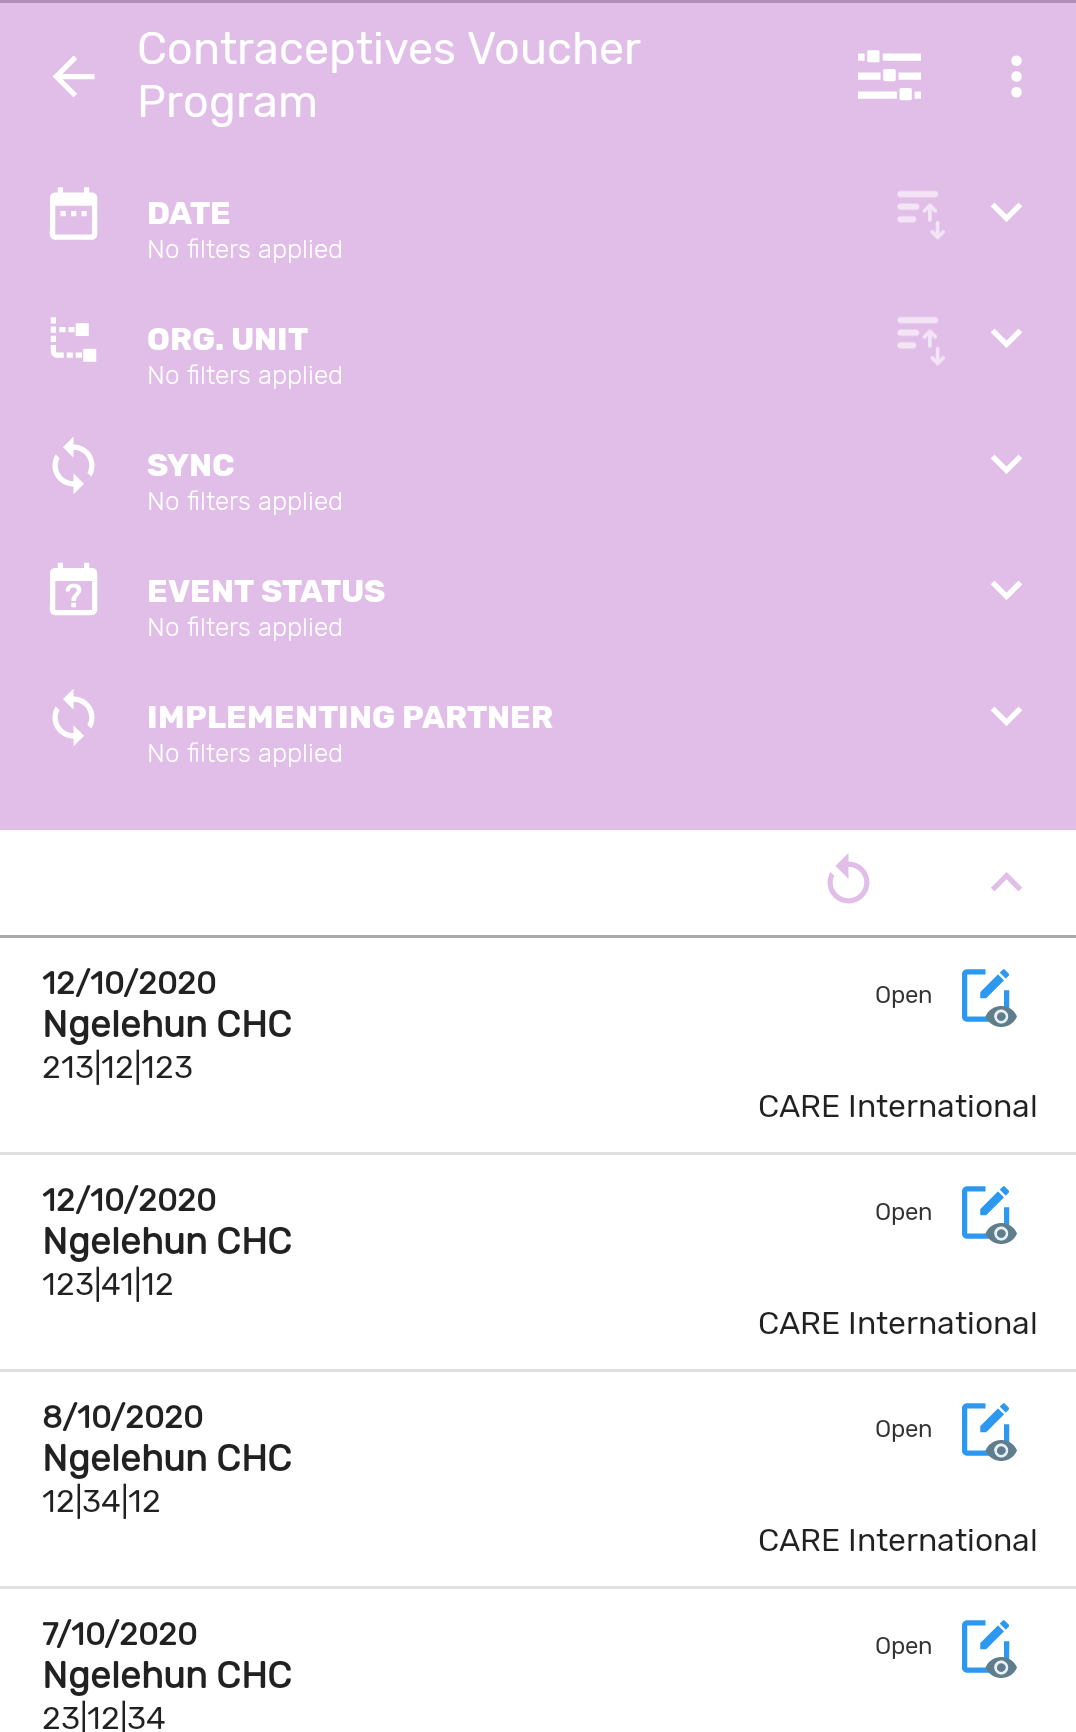 Contraceptives Voucher
Program
DATE
No filters applied
ORG. UNIT
No filters applied
SYNC
No filters applied
EVENT STATUS
No filters applied
IMPLEMENTING PARTNER
No filters applied
12/10/2020
Open
Ngelehun CHC
213|12|123
CARE International
12/10/2020
Open
Ngelehun CHC
123|41|12
CARE International
8/10/2020
Open
Ngelehun CHC
12|34|12
CARE International
7/10/2020
Open
Ngelehun CHC
23|12|34